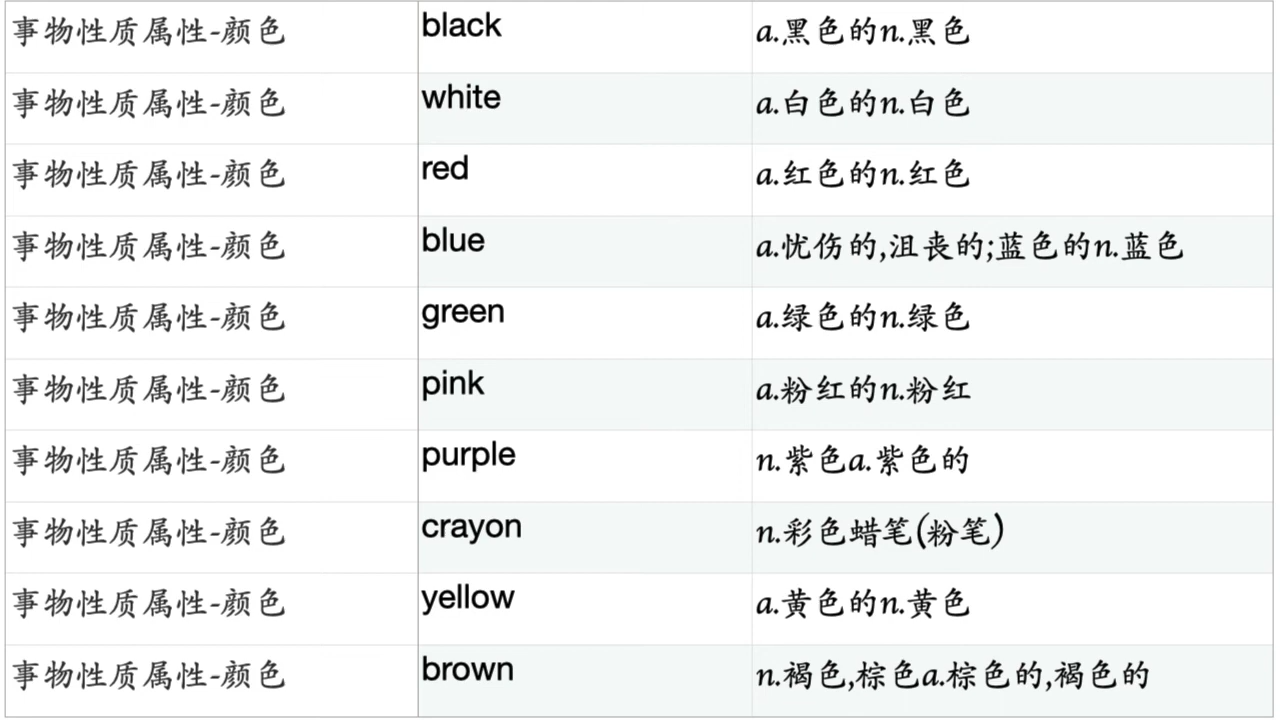 事物性质属性-颜色 black a.黑色的n.黑色
事物性质属性-颜色 white a.白色的n.白色
事物性质属性-颜色 red a.红色的n.红色
事物性质属性-颜色 blue a.忧伤的,沮丧的;蓝色的n.蓝色
事物性质属性-颜色 green a.绿色的n.绿色
事物性质属性-颜色 pink a.粉红的n.粉红
事物性质属性-颜色 purple n.紫色a.紫色的
事物性质属性-颜色 crayon n.彩色蜡笔(粉笔)
事物性质属性-颜色 yellow a.黄色的n.黄色
事物性质属性-颜色 brown n.褐色,棕色a.棕色的,褐色的